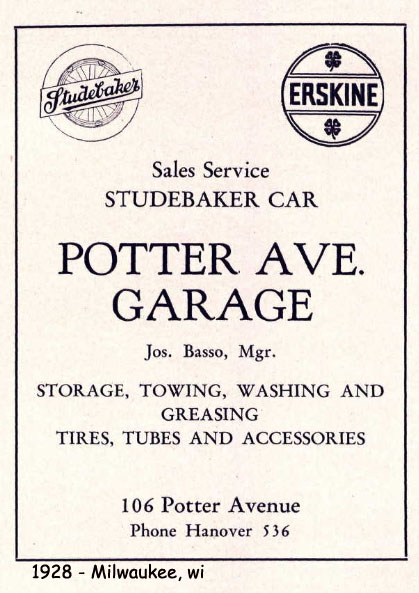 Studebaker
ERSKINE
Sales Service
STUDEBAKER CAR
POTTER AVE.
GARAGE
Jos. Basso, Mgr.
STORAGE, TOWING, WASHING AND
GREASING
TIRES, TUBES AND ACCESSORIES
106 Potter Avenue
Phone Hanover 536
1928 - Milwaukee, wi